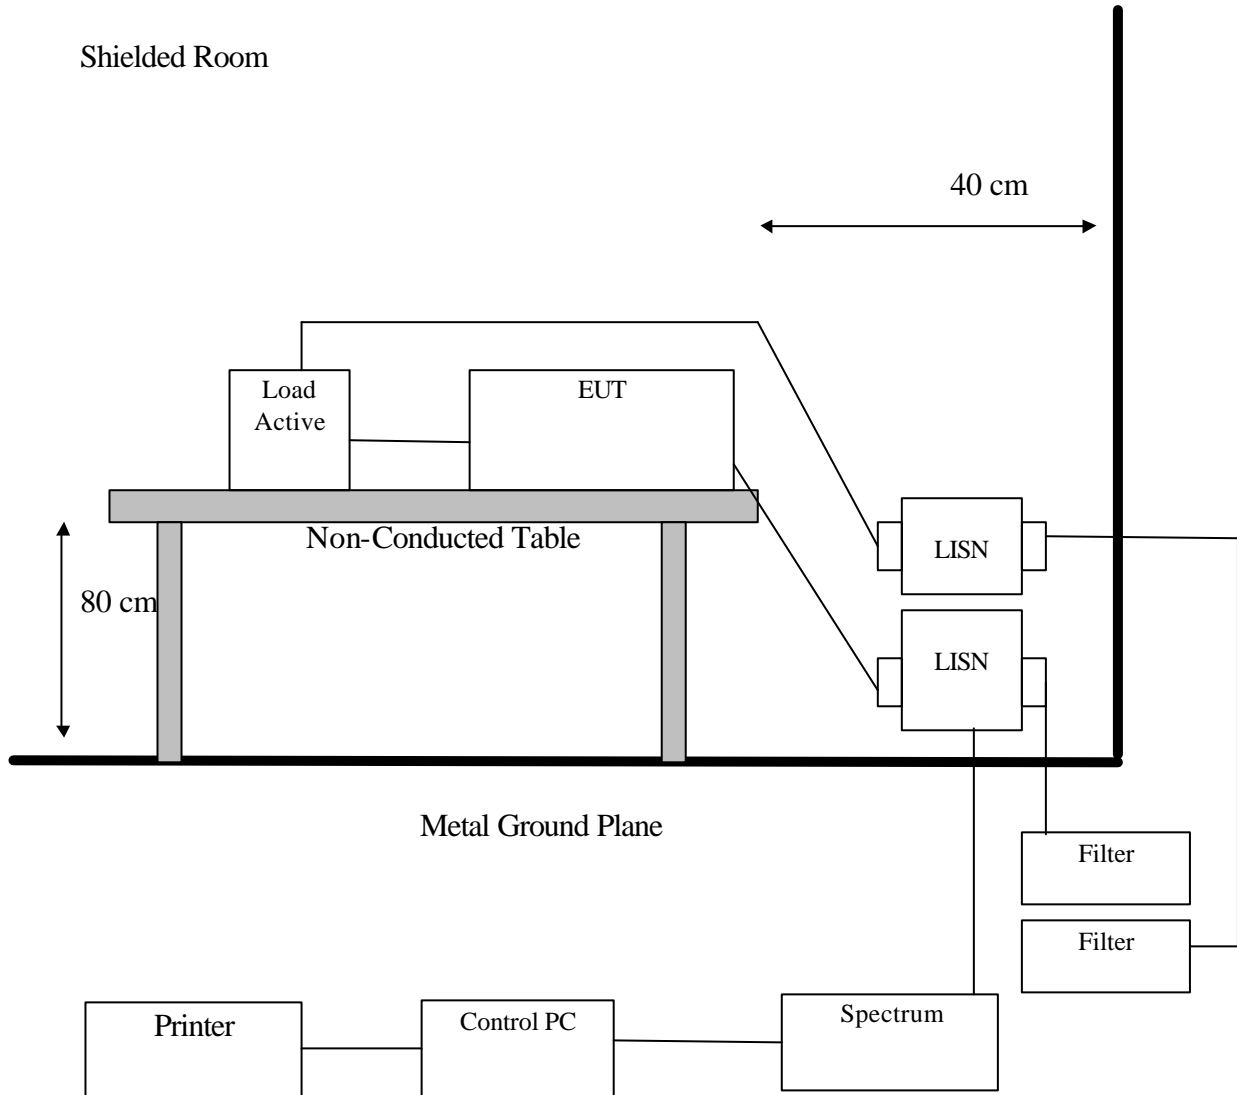 Shielded Room
40 cm
Load
Active
EUT
Non-Conducted Table
LISN
80 cm
LISN
Metal Ground Plane
Filter
Filter
Printer
Control PC
Spectrum